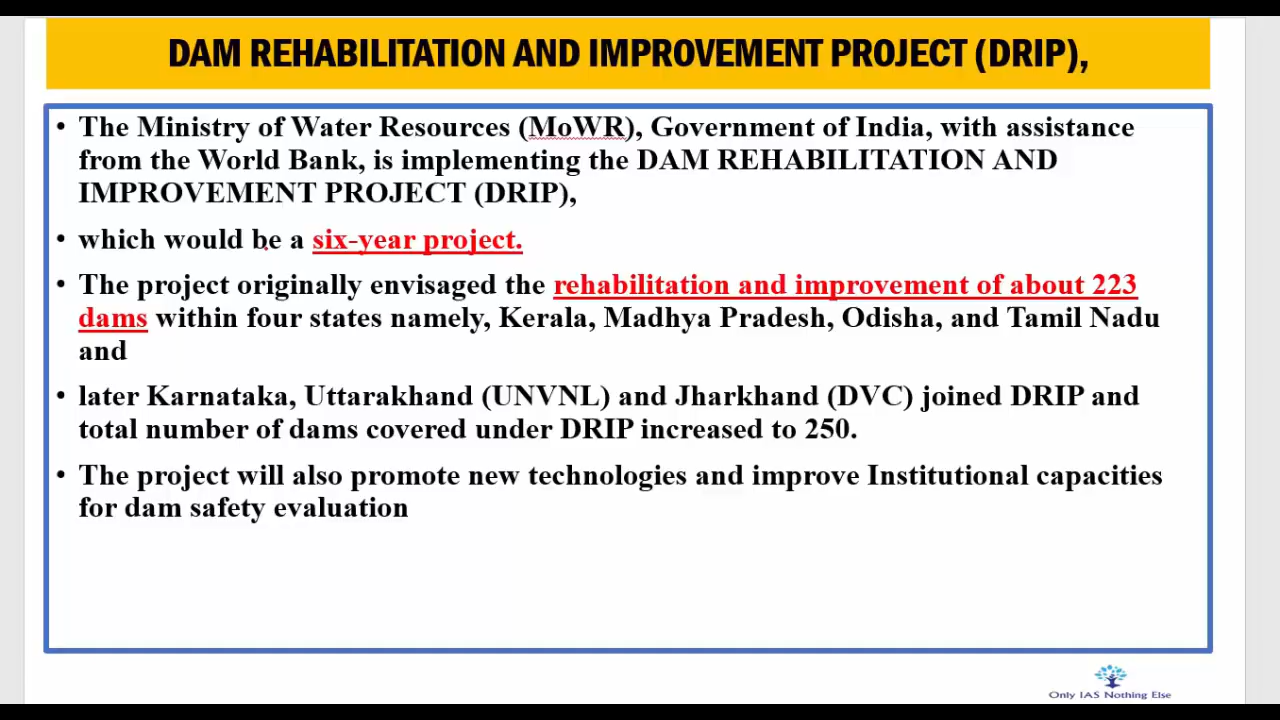 DAM REHABILITATION AND IMPROVEMENT PROJECT (DRIP),
• The Ministry of Water Resources (MoWR), Government of India, with assistance
from the World Bank, is implementing the DAM REHABILITATION AND
IMPROVEMENT PROJECT (DRIP),
• which would be a six-year project.
• The project originally envisaged the rehabilitation and improvement of about 223
dams within four states namely, Kerala, Madhya Pradesh, Odisha, and Tamil Nadu
and
• later Karnataka, Uttarakhand (UNVNL) and Jharkhand (DVC) joined DRIP and
total number of dams covered under DRIP increased to 250.
• The project will also promote new technologies and improve Institutional capacities
for dam safety evaluation
Only IAS Nothing Else